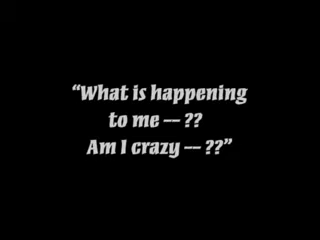 “What is happening
to me -- ??
Am I crazy -- ??”